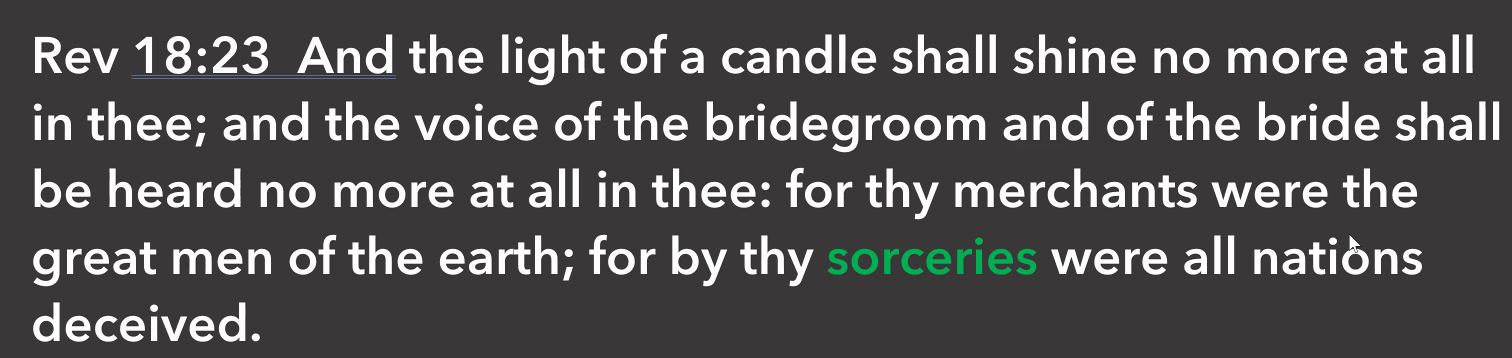 Rev 18:23  And the light of a candle shall shine no more at all
in thee; and the voice of the bridegroom and of the bride shall
be heard no more at all in thee: for thy merchants were the
great men of the earth; for by thy sorceries were all nations
deceived.